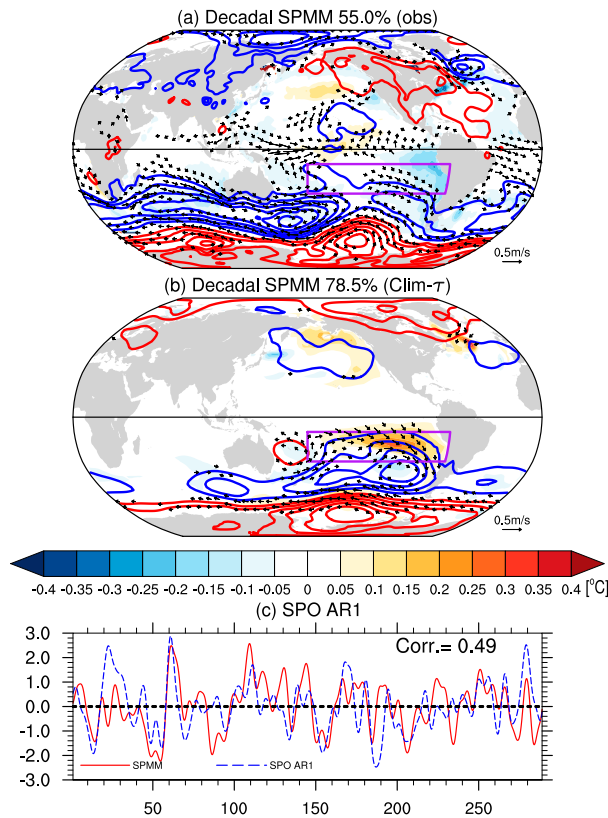 (a) Decadal SPMM 55.0% (obs)
0.5m/s
(b) Decadal SPMM 78.5% (Clim-τ)
0.5m/s
-0.4 -0.35 -0.3 -0.25 -0.2 -0.15 -0.1 -0.05 0 0.05 0.1 0.15 0.2 0.25 0.3 0.35 0.4 [°C]
(c) SPO AR1
Corr.= 0.49
3.0
2.0
1.0
0.0
-1.0
-2.0
-3.0
SPMM SPO AR1
50 100 150 200 250